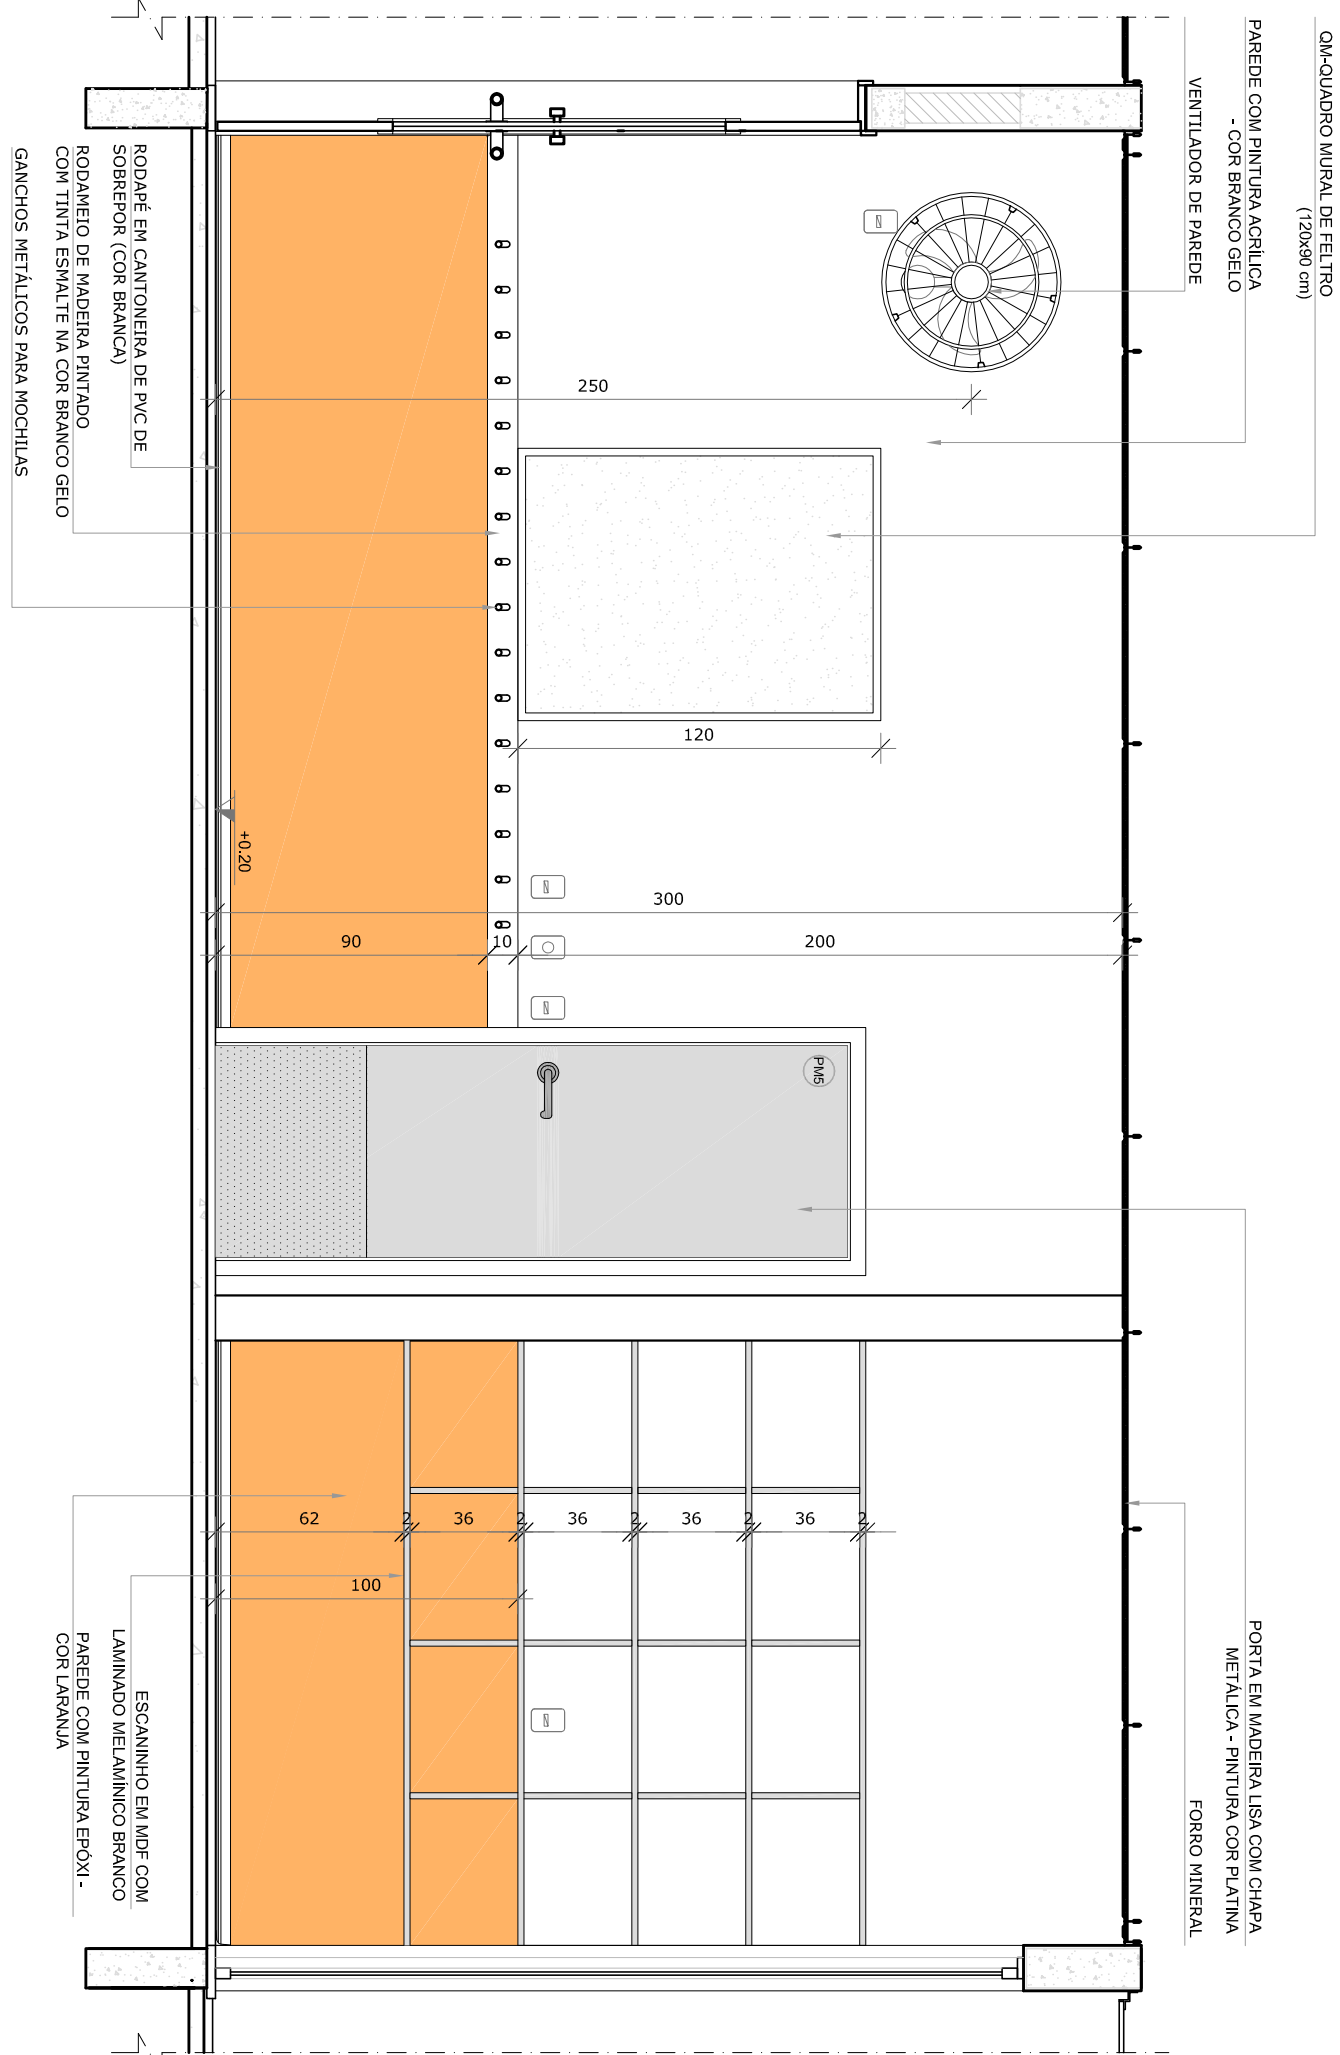 QM-QUADRO MURAL DE FELTRO
(120x90 cm)
PAREDE COM PINTURA ACRÍLICA
- COR BRANCO GELO
VENTILADOR DE PAREDE
PORTA EM MADEIRA LISA COM CHAPA
METÁLICA - PINTURA COR PLATINA
FORRO MINERAL
250
120
300
90
10
200
+0.20
PM5
62
2
36
2
36
2
36
2
36
2
100
RODAPÉ EM CANTONEIRA DE PVC DE
SOBREPOR (COR BRANCA)
RODAMEIO DE MADEIRA PINTADO
COM TINTA ESMALTE NA COR BRANCO GELO
GANCHOS METÁLICOS PARA MOCHILAS
ESCANINHO EM MDF COM
LAMINADO MELAMÍNICO BRANCO
PAREDE COM PINTURA EPÓXI -
COR LARANJA